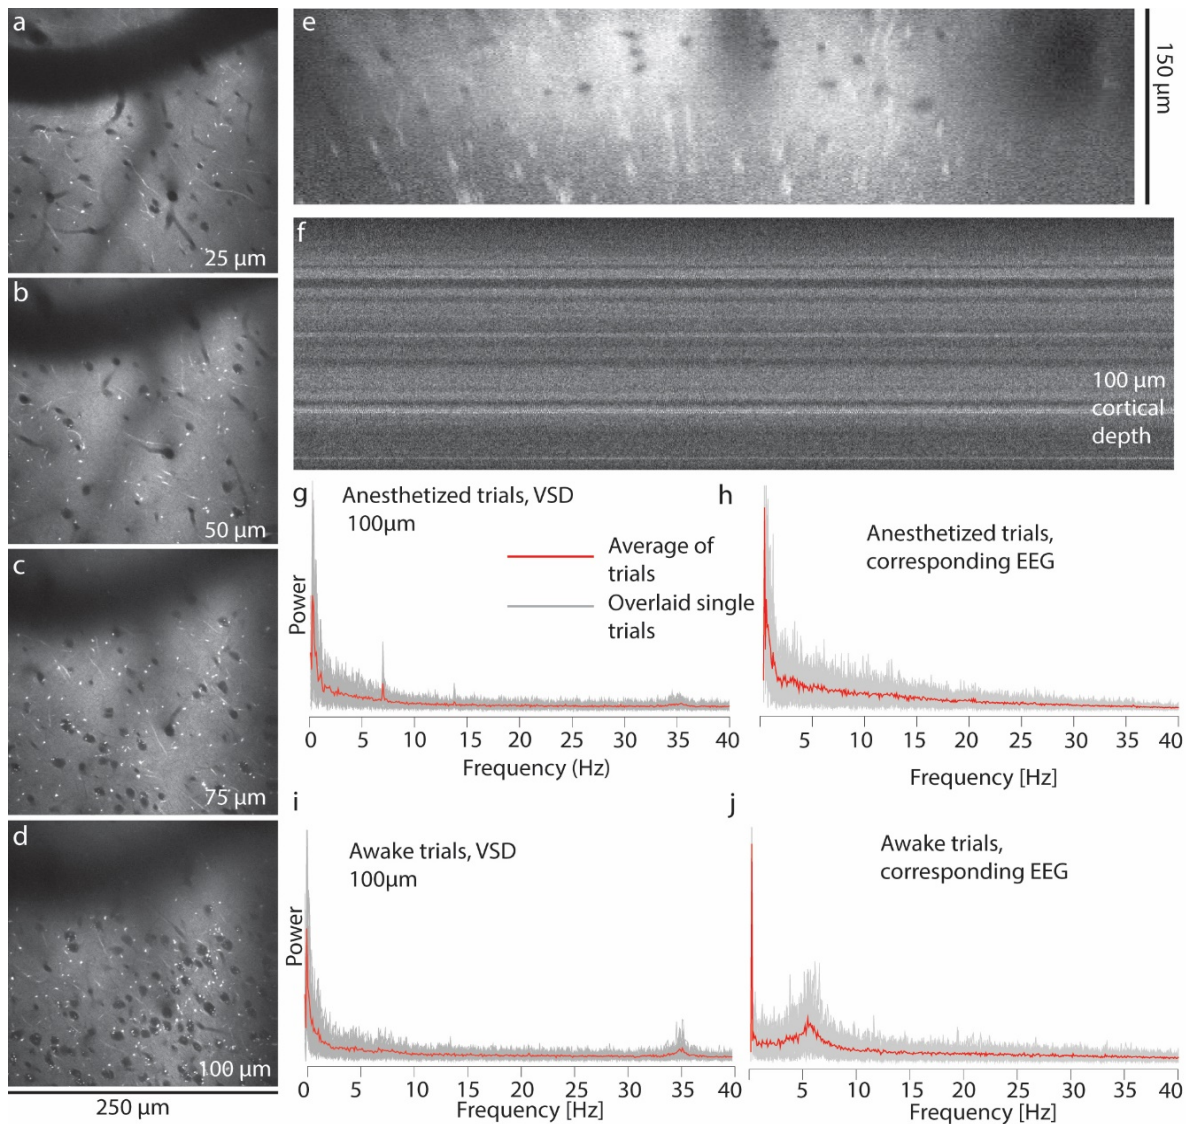 a
25 µm
b
50 µm
c
75 µm
d
100 µm
250 µm
e
150 µm
f
100 µm
cortical
depth
g
Anesthetized trials, VSD
100µm
Average of
trials
Overlaid single
trials
Power
0 5 10 15 20 25 30 35 40
Frequency (Hz)
h
Anesthetized trials,
corresponding EEG
5 10 15 20 25 30 35 40
Frequency [Hz]
i
Awake trials, VSD
100µm
Power
0 5 10 15 20 25 30 35 40
Frequency [Hz]
j
Awake trials,
corresponding EEG
5 10 15 20 25 30 35 40
Frequency [Hz]